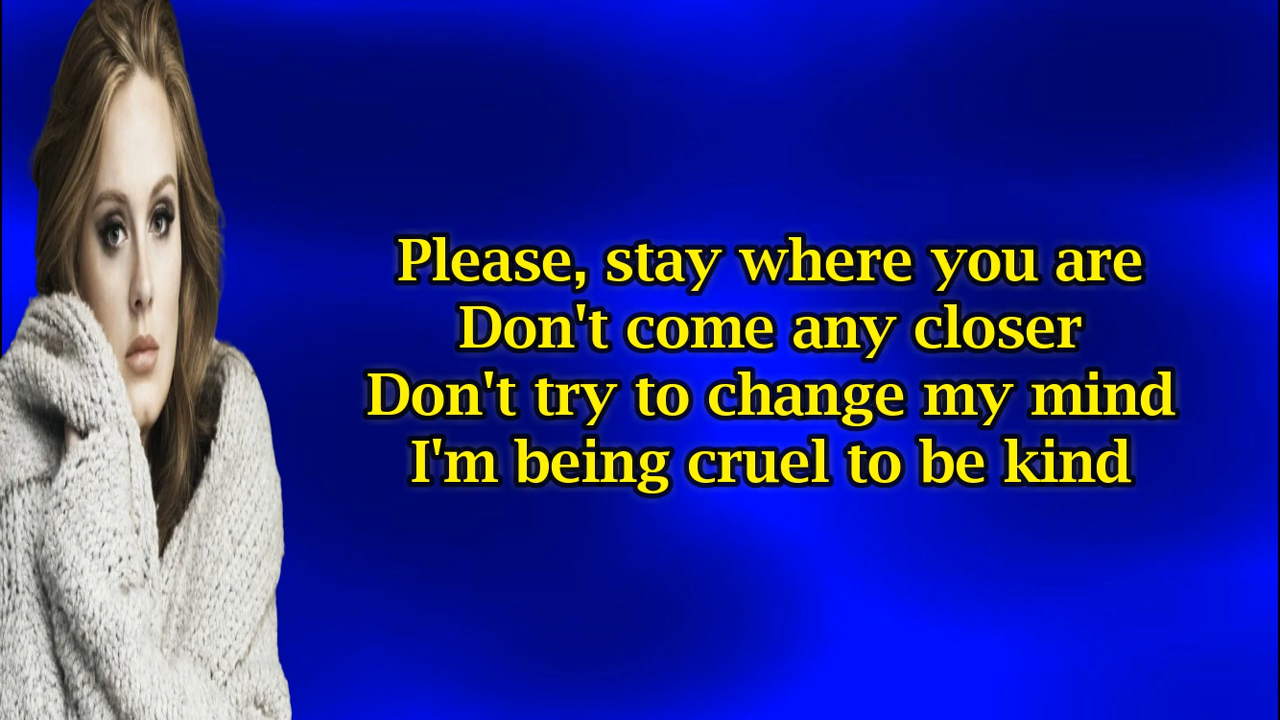 Please, stay where you are
Don't come any closer
Don't try to change my mind
I'm being cruel to be kind